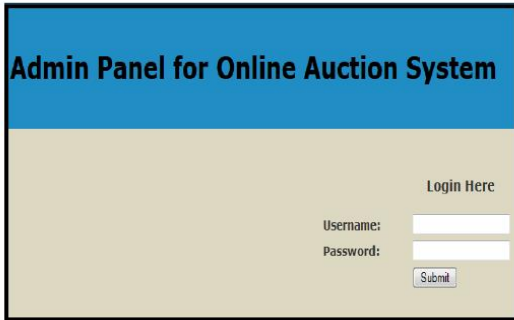 Admin Panel for Online Auction System
Login Here
Username:
Password:
Submit